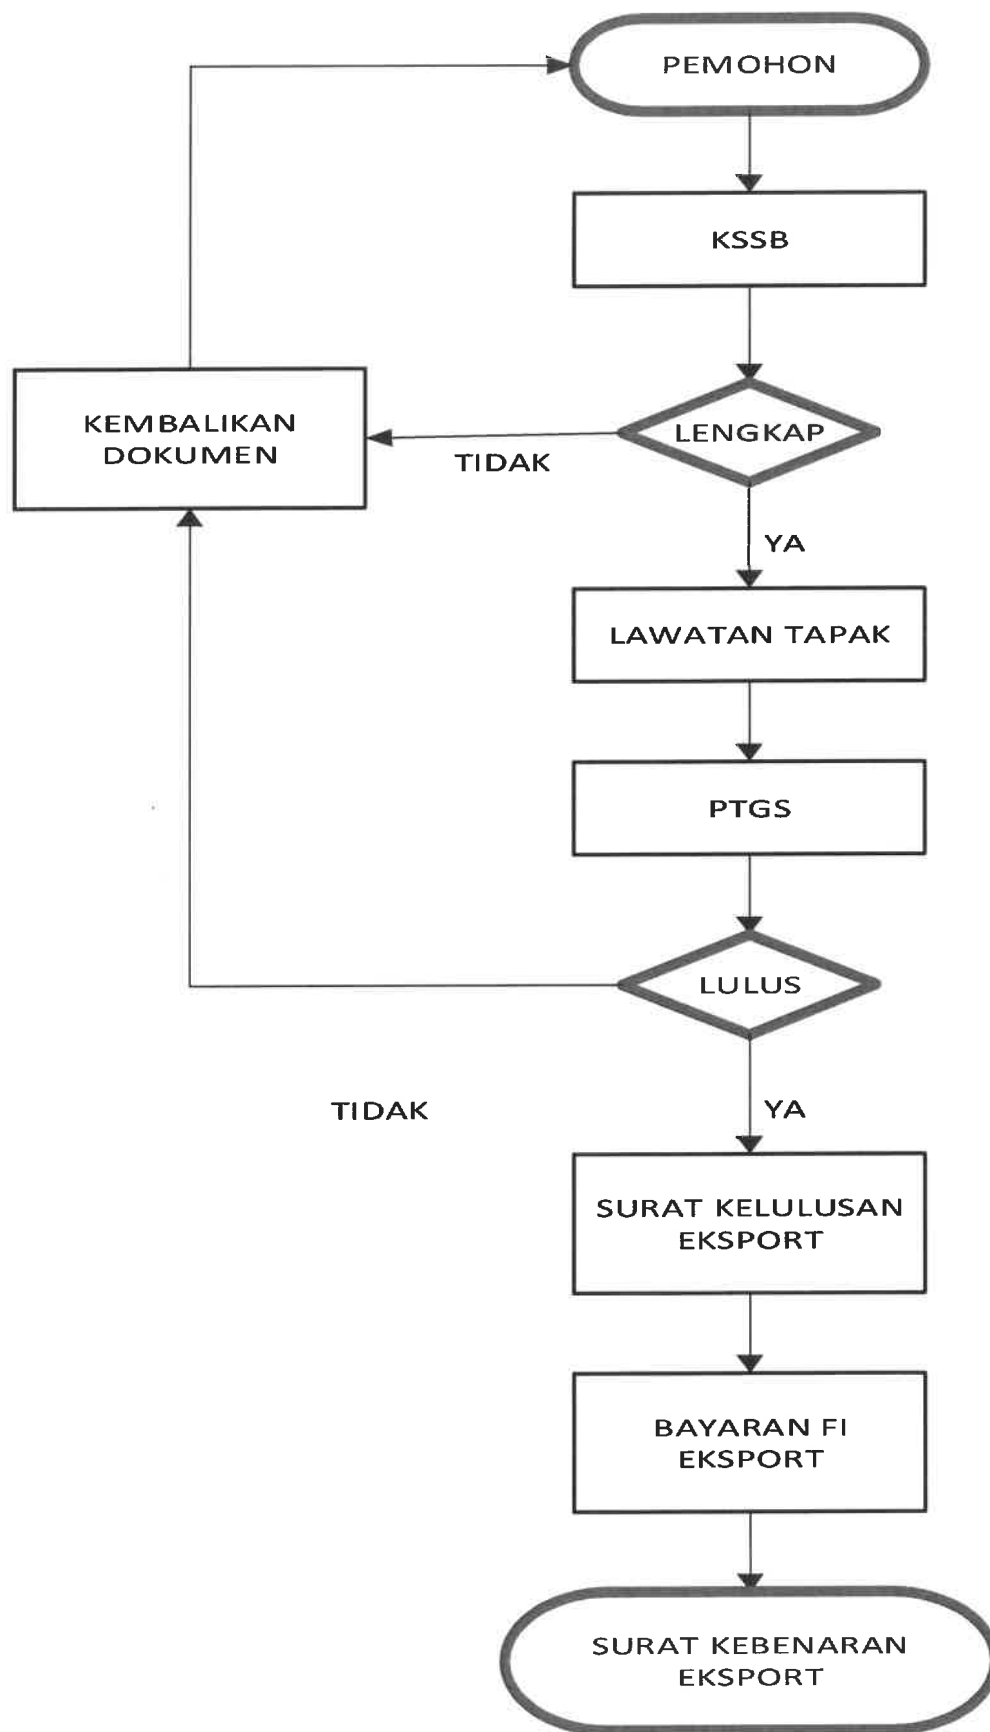 PEMOHON
KSSB
LENGKAP
KEMBALIKAN
DOKUMEN
TIDAK
YA
LAWATAN TAPAK
PTGS
LULUS
TIDAK
YA
SURAT KELULUSAN
EKSPORT
BAYARAN FI
EKSPORT
SURAT KEBENARAN
EKSPORT